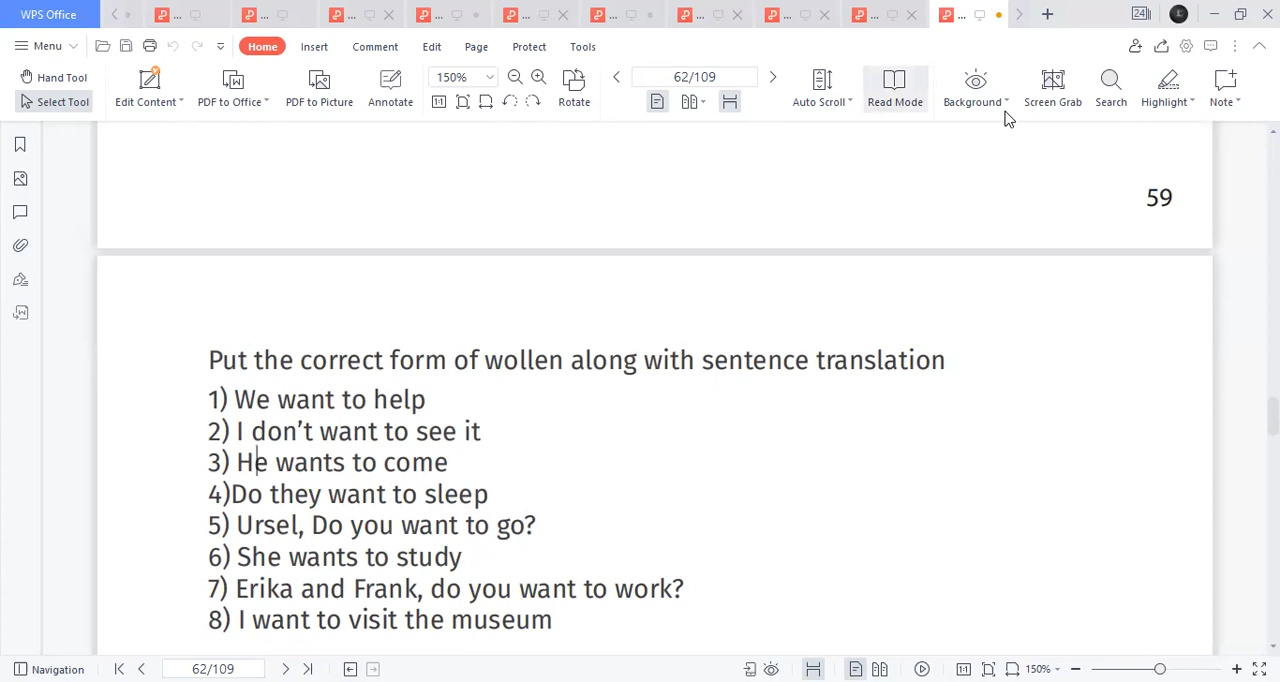 WPS Office ... ... ... ... ... ... ... ... ... ...
Menu Home Insert Comment Edit Page Protect Tools
Hand Tool Select Tool Edit Content PDF to Office PDF to Picture Annotate 150% Rotate 62/109 Auto Scroll Read Mode Background Screen Grab Search Highlight Note
59
Put the correct form of wollen along with sentence translation
1) We want to help
2) I don’t want to see it
3) He wants to come
4)Do they want to sleep
5) Ursel, Do you want to go?
6) She wants to study
7) Erika and Frank, do you want to work?
8) I want to visit the museum
Navigation 62/109 150%